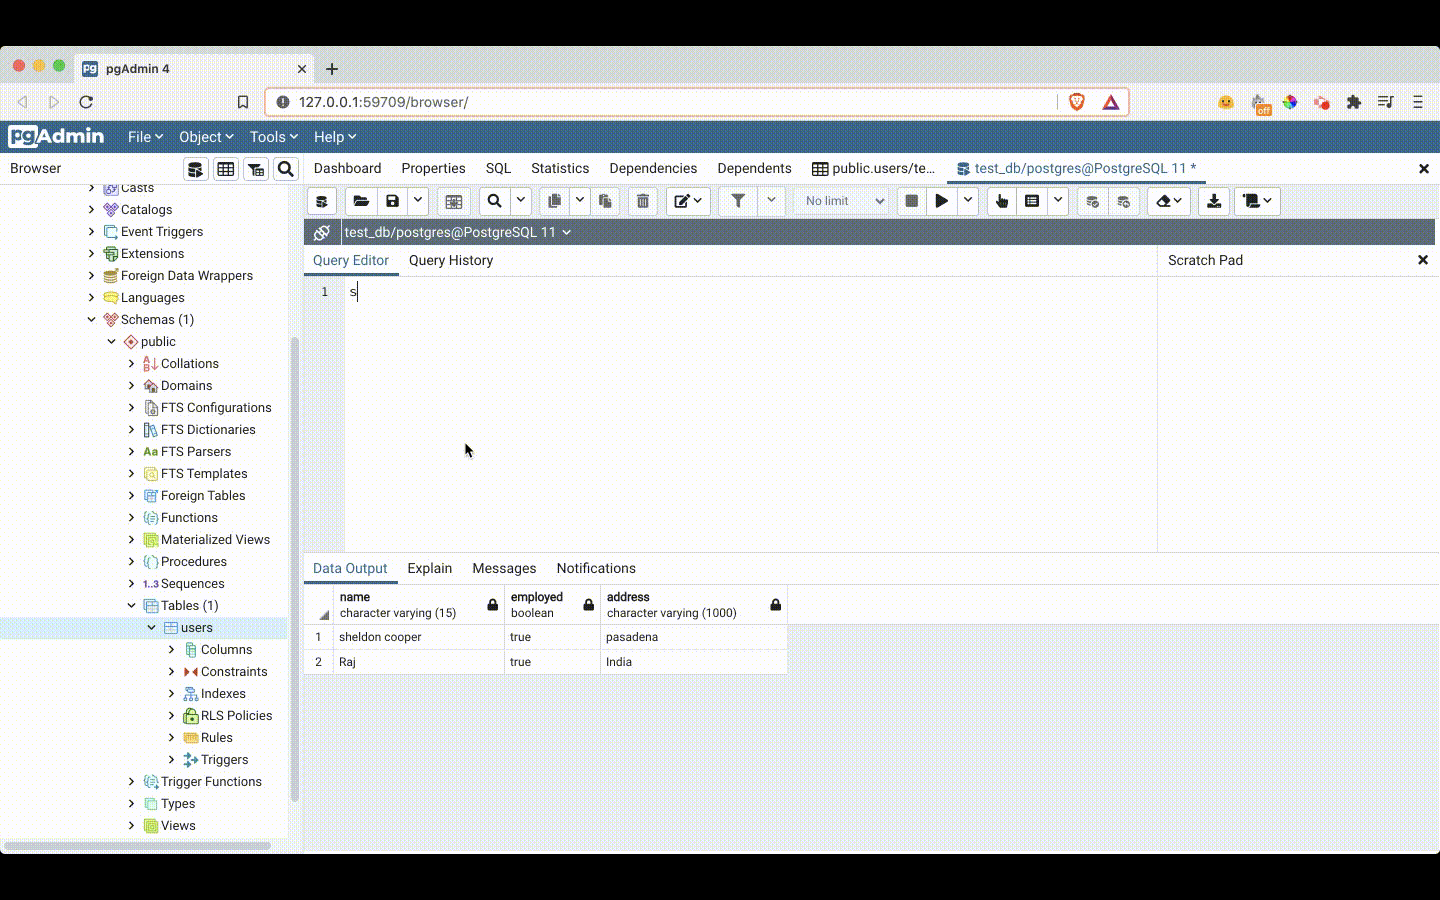 pgAdmin 4
127.0.0.1:59709/browser/
off
pgAdmin File Object Tools Help
Browser
Dashboard Properties SQL Statistics Dependencies Dependents public.users/te... test_db/postgres@PostgreSQL 11 *
No limit
test_db/postgres@PostgreSQL 11
Query Editor Query History Scratch Pad
1 s
Casts
Catalogs
Event Triggers
Extensions
Foreign Data Wrappers
Languages
Schemas (1)
public
Collations
Domains
FTS Configurations
FTS Dictionaries
Aa FTS Parsers
FTS Templates
Foreign Tables
Functions
Materialized Views
Procedures
1..3 Sequences
Tables (1)
users
Columns
Constraints
Indexes
RLS Policies
Rules
Triggers
Trigger Functions
Types
Views
Data Output Explain Messages Notifications
name employed address
character varying (15) boolean character varying (1000)
1 sheldon cooper true pasadena
2 Raj true India